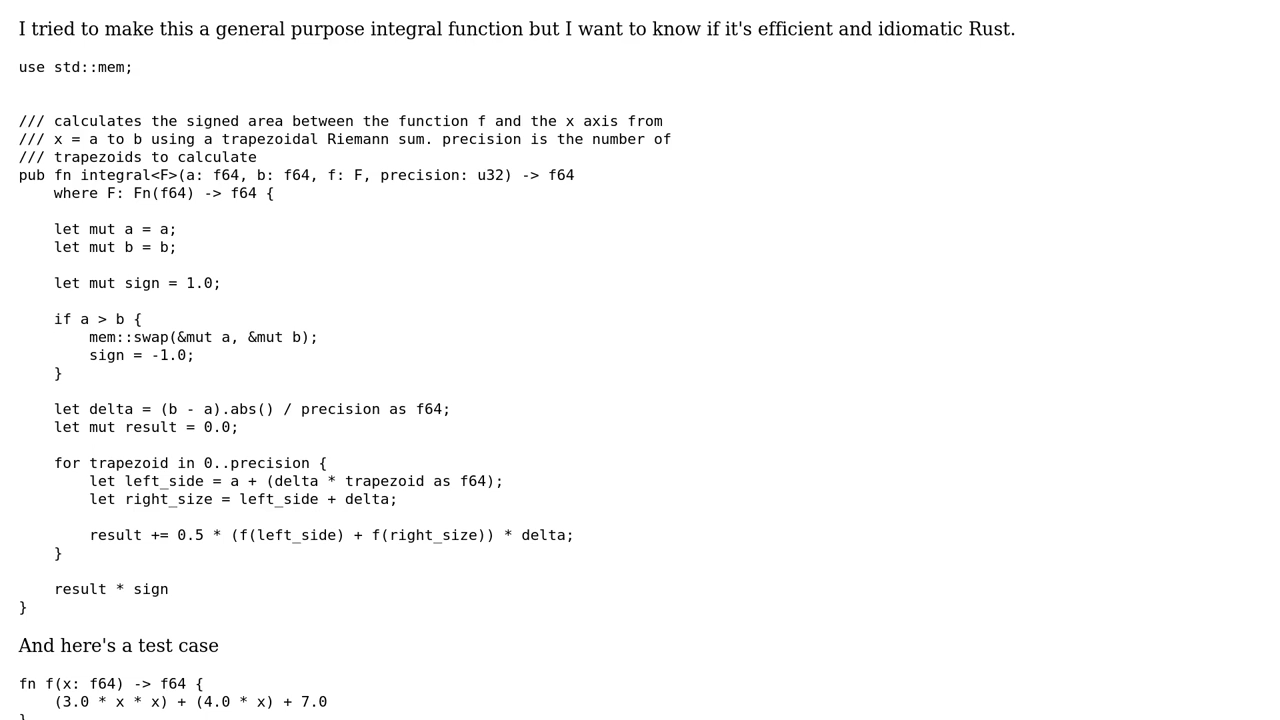 I tried to make this a general purpose integral function but I want to know if it's efficient and idiomatic Rust.
use std::mem;
/// calculates the signed area between the function f and the x axis from
/// x = a to b using a trapezoidal Riemann sum. precision is the number of
/// trapezoids to calculate
pub fn integral<F>(a: f64, b: f64, f: F, precision: u32) -> f64
    where F: Fn(f64) -> f64 {
    let mut a = a;
    let mut b = b;
    let mut sign = 1.0;
    if a > b {
        mem::swap(&mut a, &mut b);
        sign = -1.0;
    }
    let delta = (b - a).abs() / precision as f64;
    let mut result = 0.0;
    for trapezoid in 0..precision {
        let left_side = a + (delta * trapezoid as f64);
        let right_size = left_side + delta;
        result += 0.5 * (f(left_side) + f(right_size)) * delta;
    }
    result * sign
}
And here's a test case
fn f(x: f64) -> f64 {
    (3.0 * x * x) + (4.0 * x) + 7.0
}